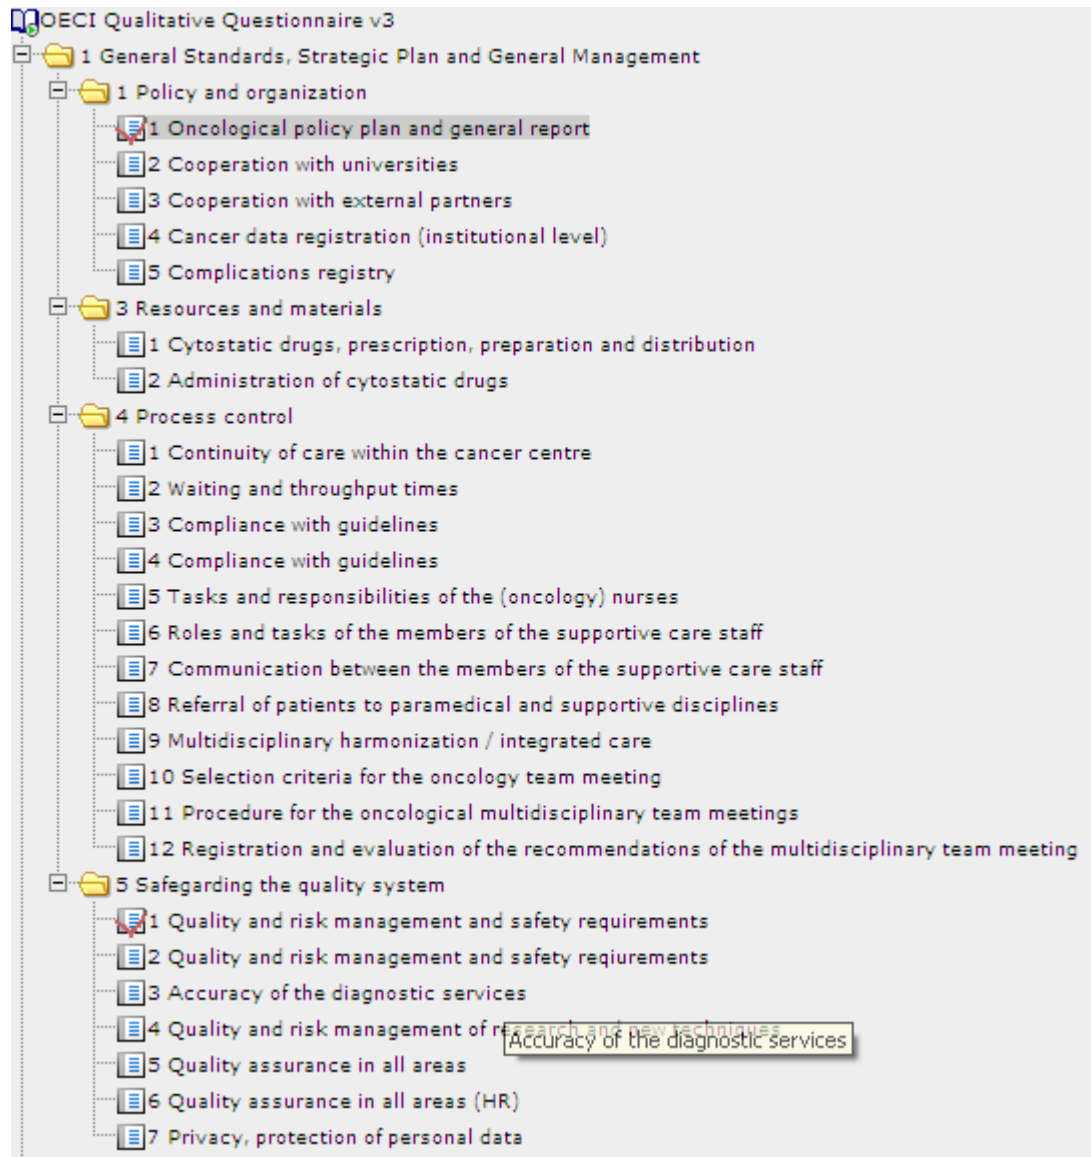 OECI Qualitative Questionnaire v3
1 General Standards, Strategic Plan and General Management
1 Policy and organization
1 Oncological policy plan and general report
2 Cooperation with universities
3 Cooperation with external partners
4 Cancer data registration (institutional level)
5 Complications registry
3 Resources and materials
1 Cytostatic drugs, prescription, preparation and distribution
2 Administration of cytostatic drugs
4 Process control
1 Continuity of care within the cancer centre
2 Waiting and throughput times
3 Compliance with guidelines
4 Compliance with guidelines
5 Tasks and responsibilities of the (oncology) nurses
6 Roles and tasks of the members of the supportive care staff
7 Communication between the members of the supportive care staff
8 Referral of patients to paramedical and supportive disciplines
9 Multidisciplinary harmonization / integrated care
10 Selection criteria for the oncology team meeting
11 Procedure for the oncological multidisciplinary team meetings
12 Registration and evaluation of the recommendations of the multidisciplinary team meeting
5 Safegarding the quality system
1 Quality and risk management and safety requirements
2 Quality and risk management and safety reqiurements
3 Accuracy of the diagnostic services
4 Quality and risk management of research and new techniques
Accuracy of the diagnostic services
5 Quality assurance in all areas
6 Quality assurance in all areas (HR)
7 Privacy, protection of personal data